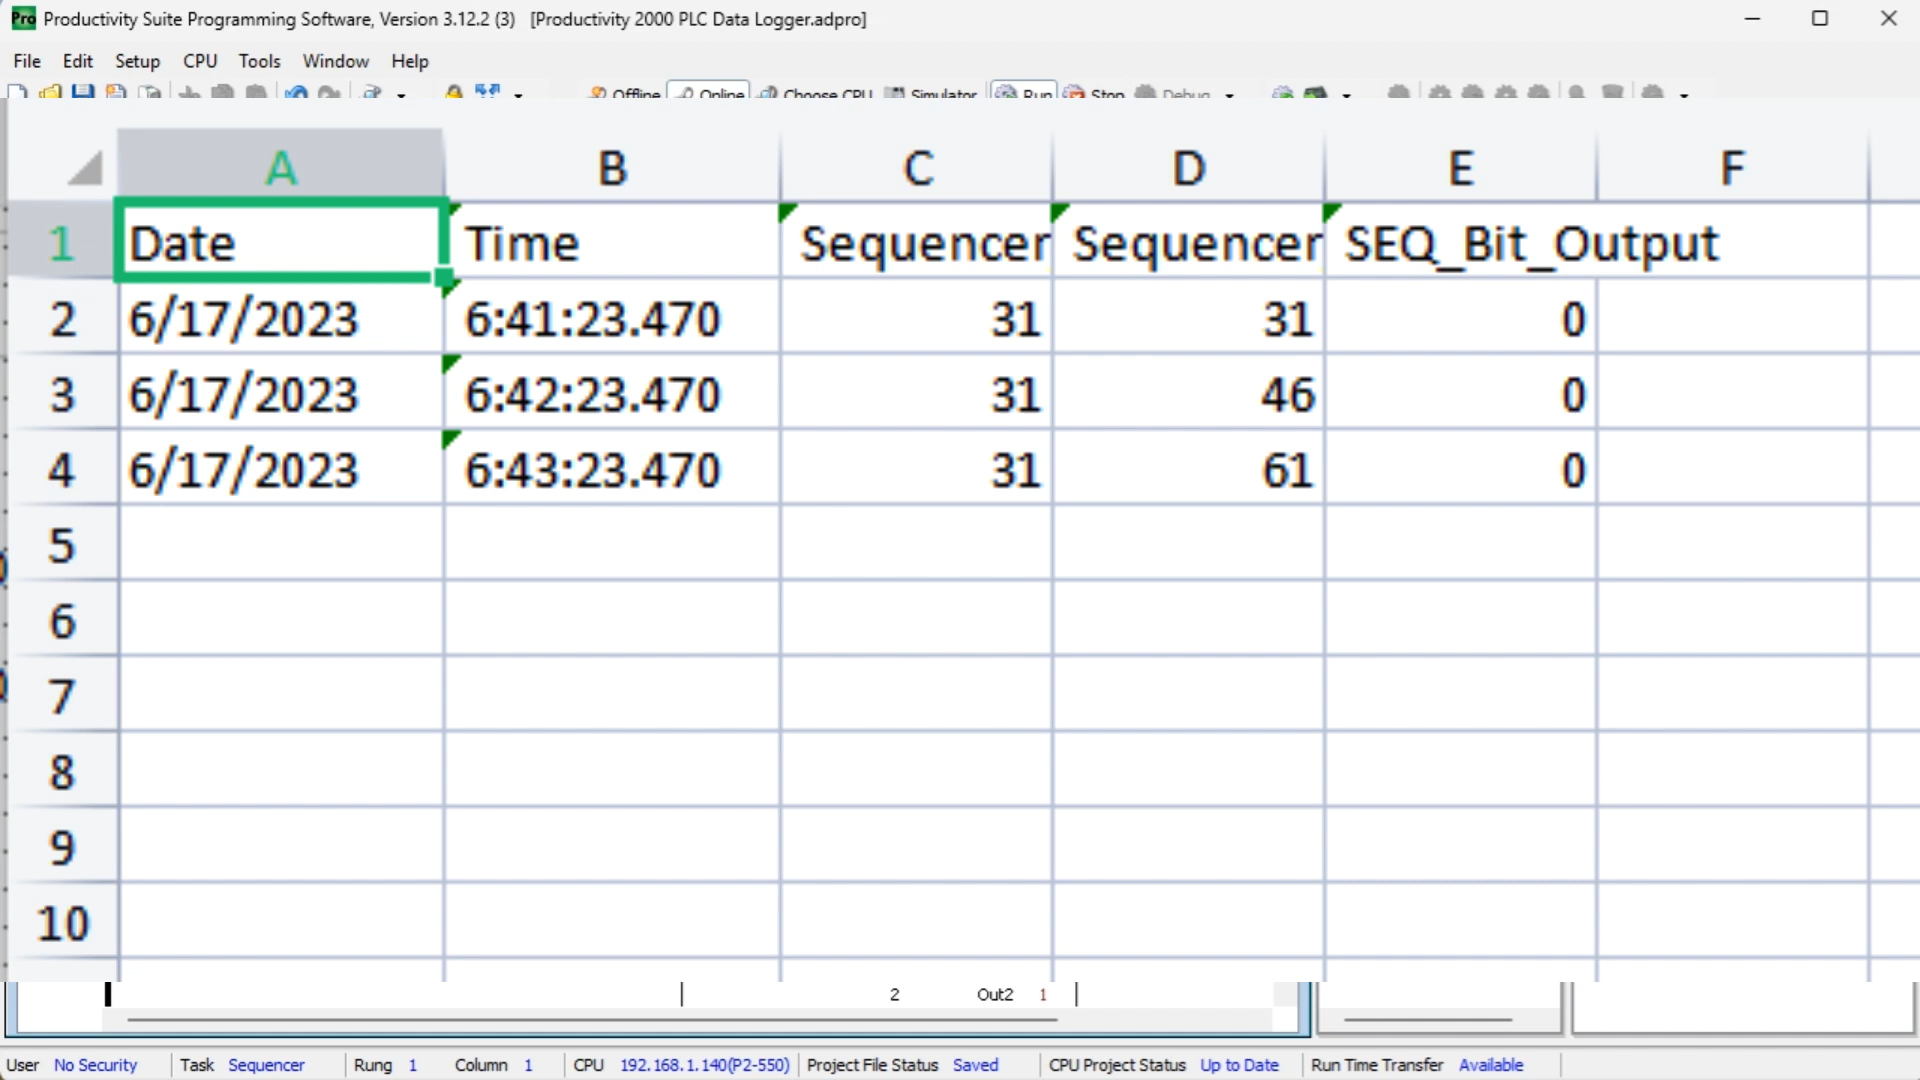 Pro Productivity Suite Programming Software, Version 3.12.2 (3) [Productivity 2000 PLC Data Logger.adpro]
File Edit Setup CPU Tools Window Help
Offline Online Choose CPU Simulator Run Stop Debug
A B C D E F
1 Date Time Sequencer Sequencer SEQ_Bit_Output
2 6/17/2023 6:41:23.470 31 31 0
3 6/17/2023 6:42:23.470 31 46 0
4 6/17/2023 6:43:23.470 31 61 0
5
6
7
8
9
10
2 Out2 1
User No Security Task Sequencer Rung 1 Column 1 CPU 192.168.1.140(P2-550) Project File Status Saved CPU Project Status Up to Date Run Time Transfer Available